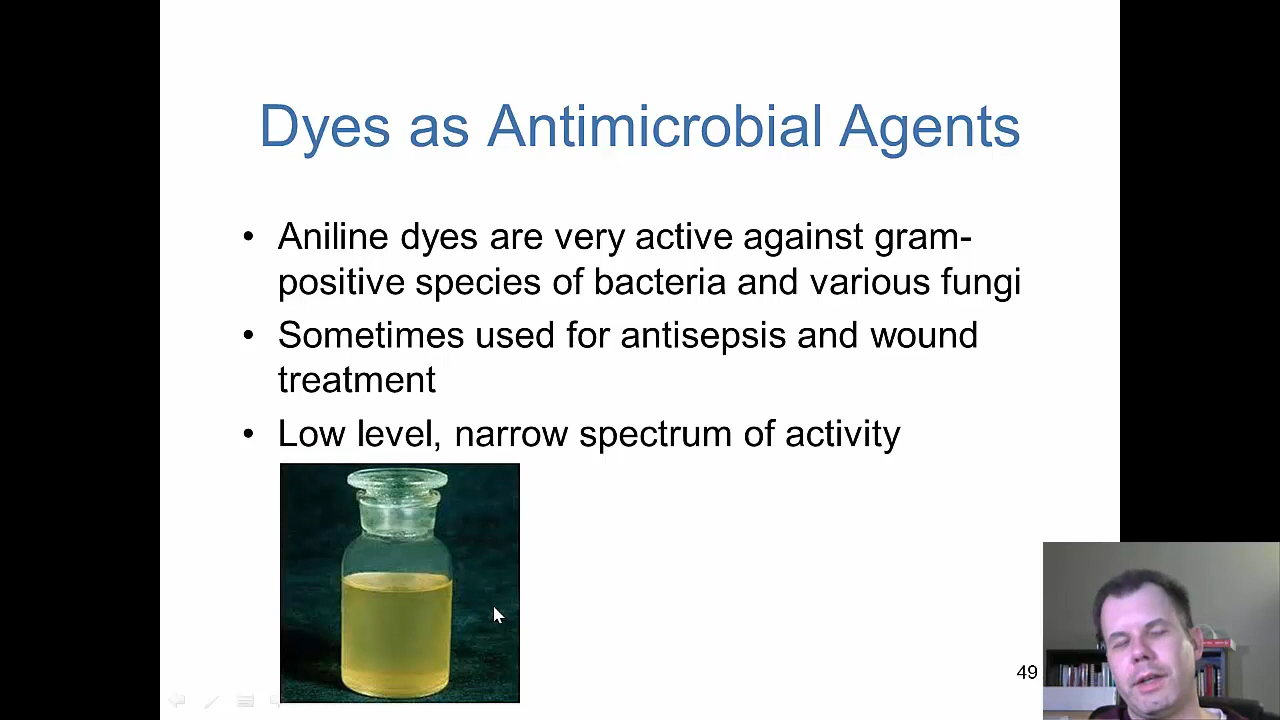 Dyes as Antimicrobial Agents
• Aniline dyes are very active against gram-
positive species of bacteria and various fungi
• Sometimes used for antisepsis and wound
treatment
• Low level, narrow spectrum of activity
49